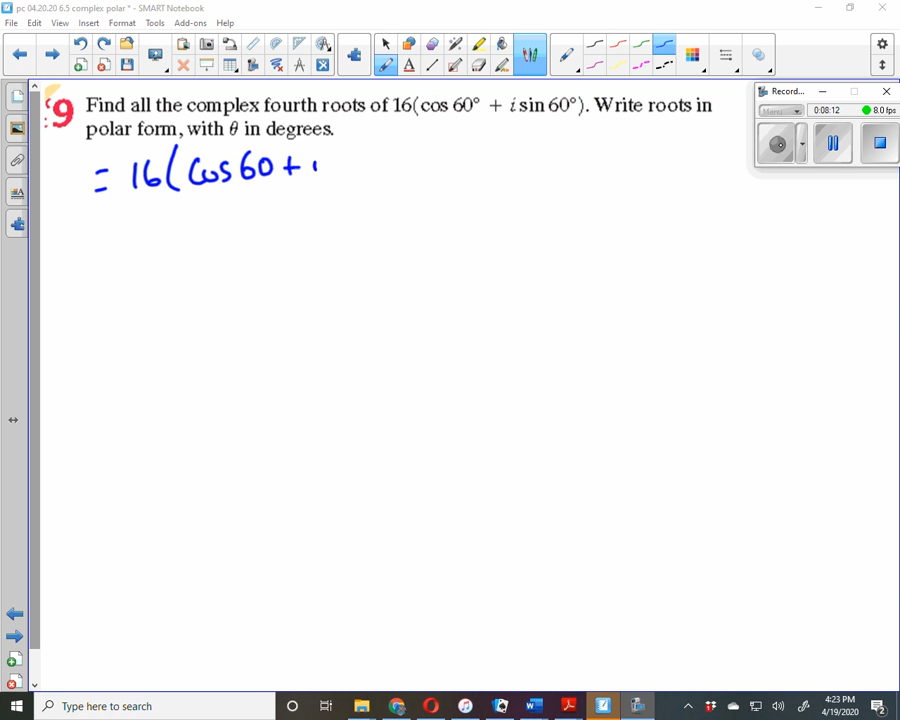 pc 04.20.20 6.5 complex polar * - SMART Notebook
File Edit View Insert Format Tools Add-ons Help
Record...
Menu
0:08:12
8.0 fps
9 Find all the complex fourth roots of 16(cos 60° + i sin 60°). Write roots in
polar form, with θ in degrees.
= 16(cos60+i
Type here to search
4:23 PM
4/19/2020
2